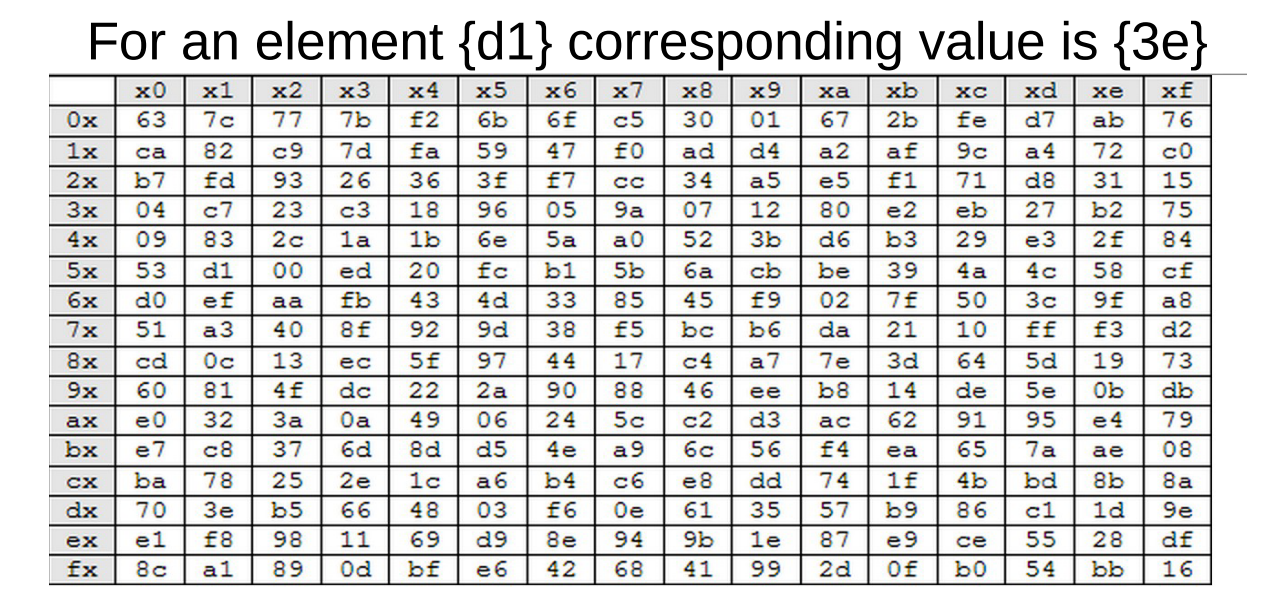 For an element {d1} corresponding value is {3e}
x0 x1 x2 x3 x4 x5 x6 x7 x8 x9 xa xb xc xd xe xf
0x 63 7c 77 7b f2 6b 6f c5 30 01 67 2b fe d7 ab 76
1x ca 82 c9 7d fa 59 47 f0 ad d4 a2 af 9c a4 72 c0
2x b7 fd 93 26 36 3f f7 cc 34 a5 e5 f1 71 d8 31 15
3x 04 c7 23 c3 18 96 05 9a 07 12 80 e2 eb 27 b2 75
4x 09 83 2c 1a 1b 6e 5a a0 52 3b d6 b3 29 e3 2f 84
5x 53 d1 00 ed 20 fc b1 5b 6a cb be 39 4a 4c 58 cf
6x d0 ef aa fb 43 4d 33 85 45 f9 02 7f 50 3c 9f a8
7x 51 a3 40 8f 92 9d 38 f5 bc b6 da 21 10 ff f3 d2
8x cd 0c 13 ec 5f 97 44 17 c4 a7 7e 3d 64 5d 19 73
9x 60 81 4f dc 22 2a 90 88 46 ee b8 14 de 5e 0b db
ax e0 32 3a 0a 49 06 24 5c c2 d3 ac 62 91 95 e4 79
bx e7 c8 37 6d 8d d5 4e a9 6c 56 f4 ea 65 7a ae 08
cx ba 78 25 2e 1c a6 b4 c6 e8 dd 74 1f 4b bd 8b 8a
dx 70 3e b5 66 48 03 f6 0e 61 35 57 b9 86 c1 1d 9e
ex e1 f8 98 11 69 d9 8e 94 9b 1e 87 e9 ce 55 28 df
fx 8c a1 89 0d bf e6 42 68 41 99 2d 0f b0 54 bb 16